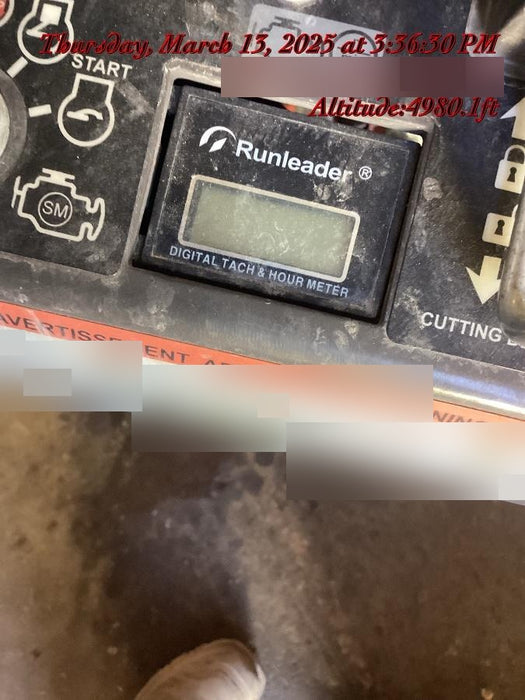 Thursday, March 13, 2025 at 3:36:30 PM
Altitude:4980.1ft
START
SM
Runleader ®
DIGITAL TACH & HOUR METER
CUTTING
AVERTISSEMENT